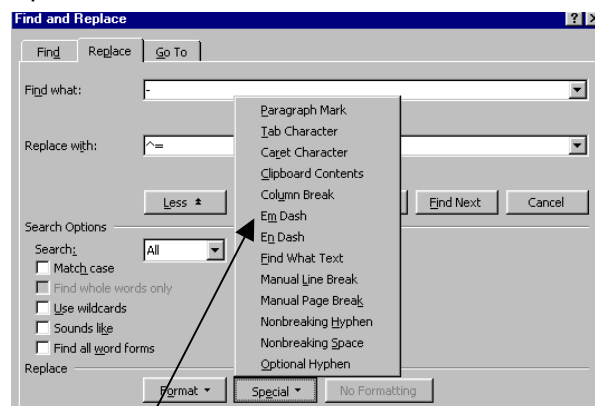 Find and Replace
Find Replace Go To
Find what: -
Paragraph Mark
Tab Character
Replace with: ^=
Caret Character
Clipboard Contents
Column Break
Less Find Next Cancel
Em Dash
Search Options
En Dash
Search: All
Find What Text
Match case
Manual Line Break
Find whole words only
Manual Page Break
Use wildcards
Nonbreaking Hyphen
Sounds like
Nonbreaking Space
Find all word forms
Optional Hyphen
Replace
Format Special No Formatting